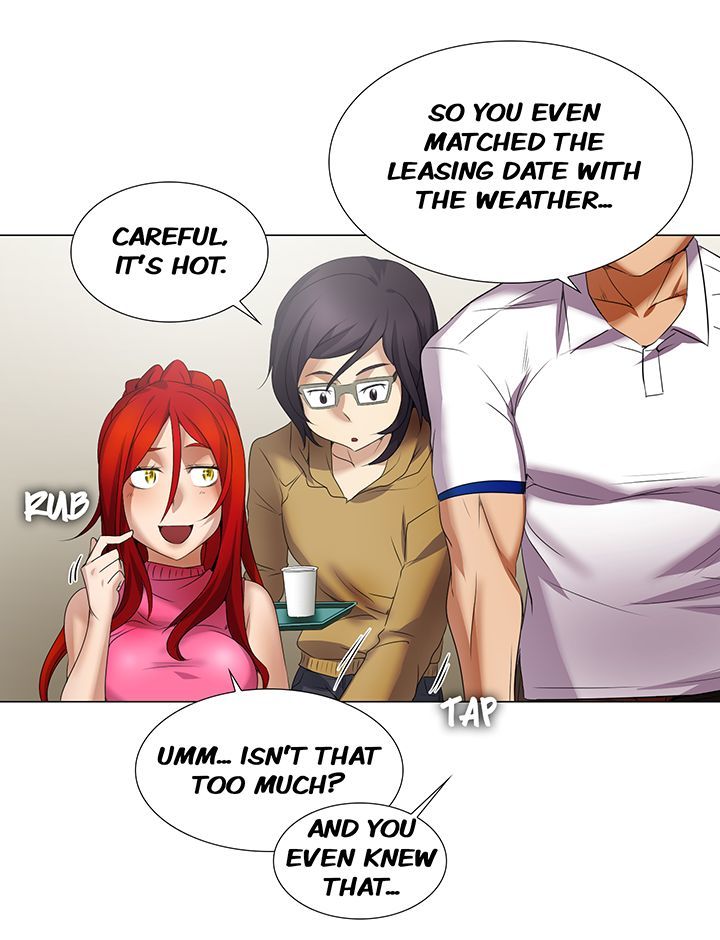 SO YOU EVEN
MATCHED THE
LEASING DATE WITH
THE WEATHER...
CAREFUL,
IT'S HOT.
RUB
TAP
UMM... ISN'T THAT
TOO MUCH?
AND YOU
EVEN KNEW
THAT...